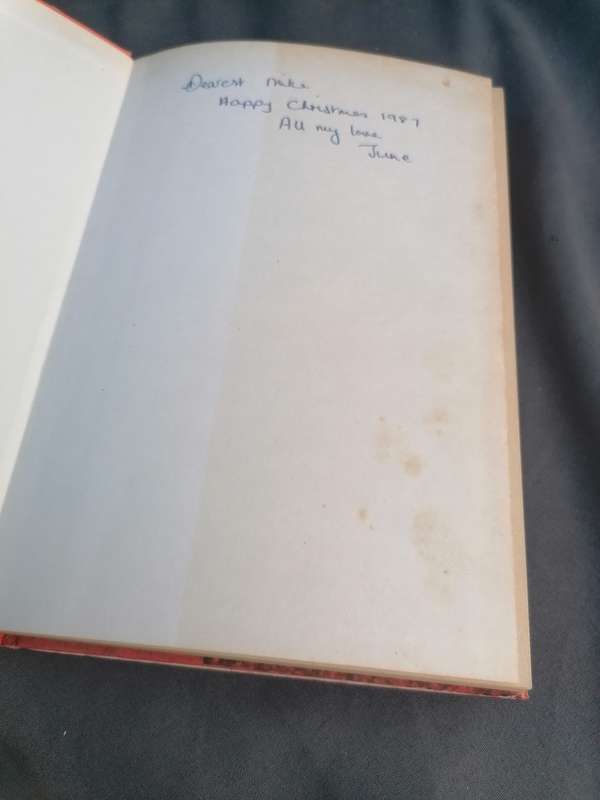 Dearest Mike
Happy Christmas 1987
All my love
June